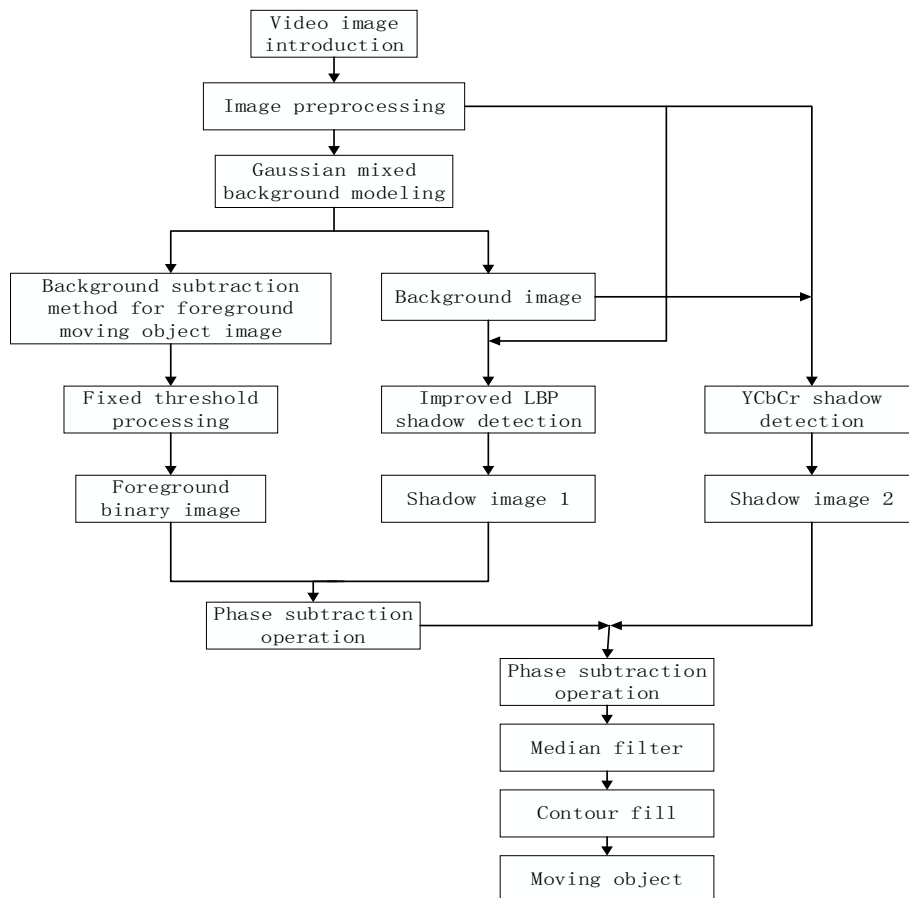 Video image
introduction
Image preprocessing
Gaussian mixed
background modeling
Background subtraction
method for foreground
moving object image
Background image
Fixed threshold
processing
Improved LBP
shadow detection
YCbCr shadow
detection
Foreground
binary image
Shadow image 1
Shadow image 2
Phase subtraction
operation
Phase subtraction
operation
Median filter
Contour fill
Moving object